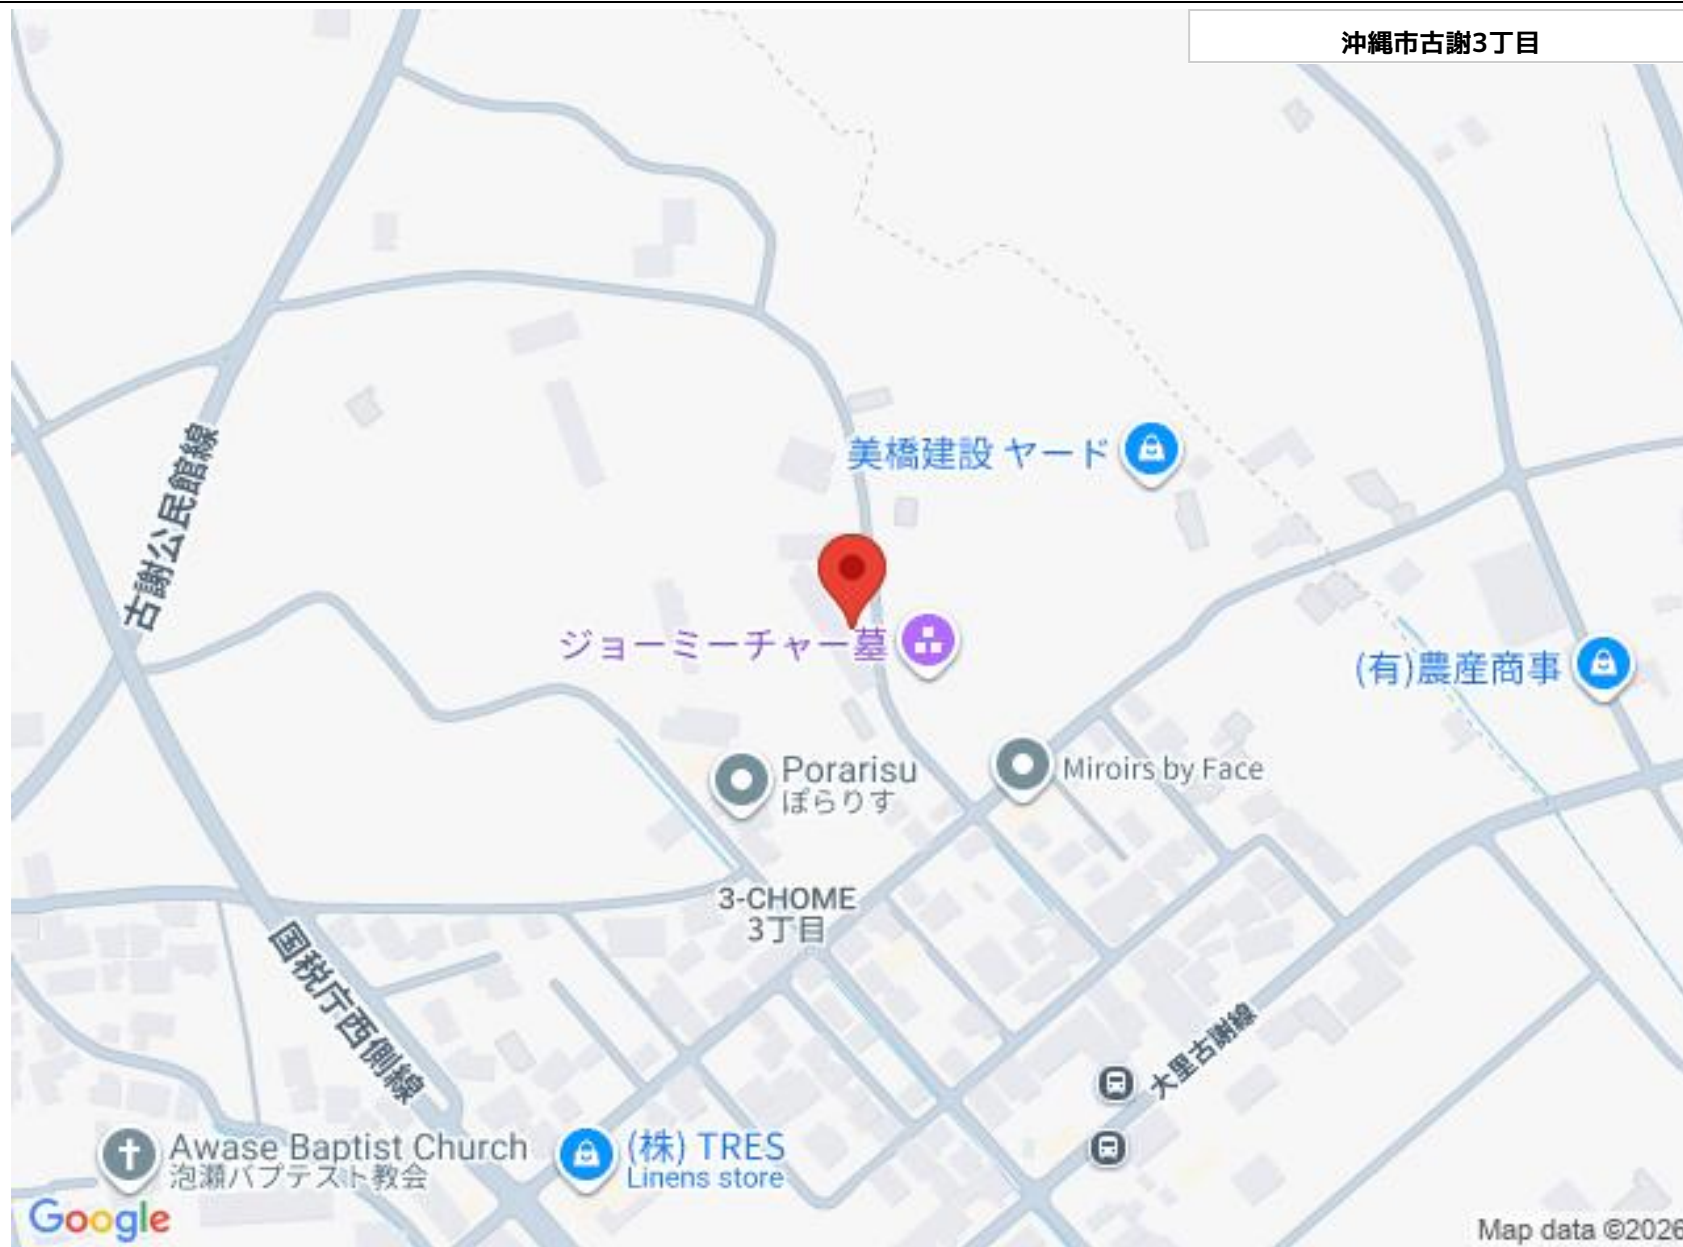 沖縄市古謝3丁目
古謝公民館線
美橋建設 ヤード
ジョーミーチャー墓
(有)農産商事
Porarisu
ぽらりす
Miroirs by Face
3-CHOME
3丁目
国税庁西側線
大里古謝線
Awase Baptist Church
泡瀬バプテスト教会
(株) TRES
Linens store
Google
Map data ©2026